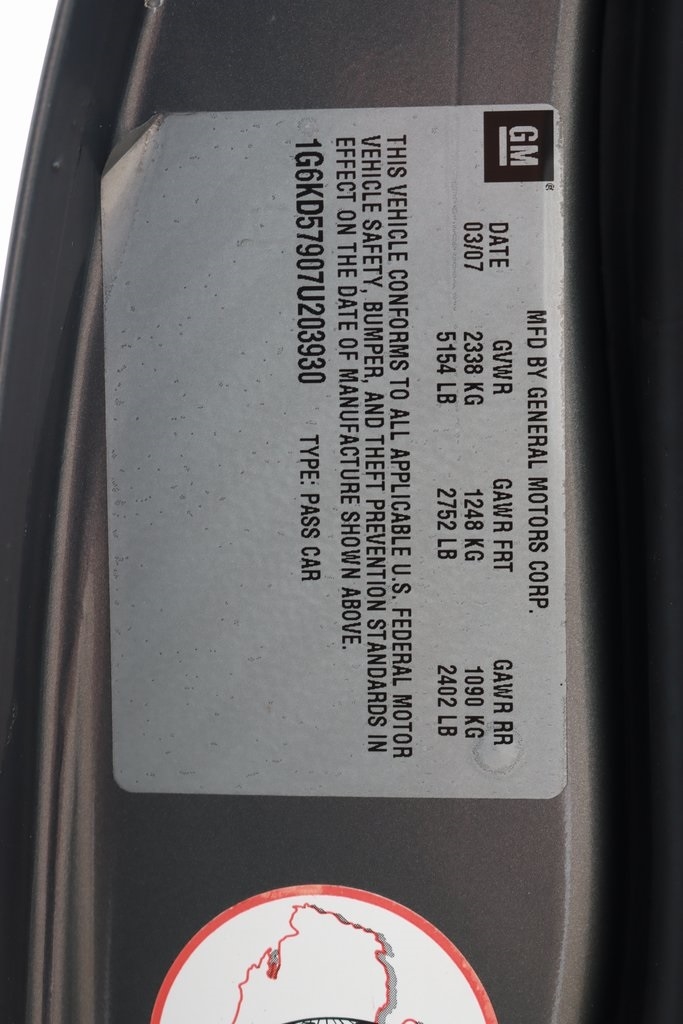 GM ®
MFD BY GENERAL MOTORS CORP.
DATE GVWR GAWR FRT GAWR RR
03/07 2338 KG 1248 KG 1090 KG
5154 LB 2752 LB 2402 LB
THIS VEHICLE CONFORMS TO ALL APPLICABLE U.S. FEDERAL MOTOR
VEHICLE SAFETY, BUMPER, AND THEFT PREVENTION STANDARDS IN
EFFECT ON THE DATE OF MANUFACTURE SHOWN ABOVE.
1G6KD57907U203930 TYPE: PASS CAR